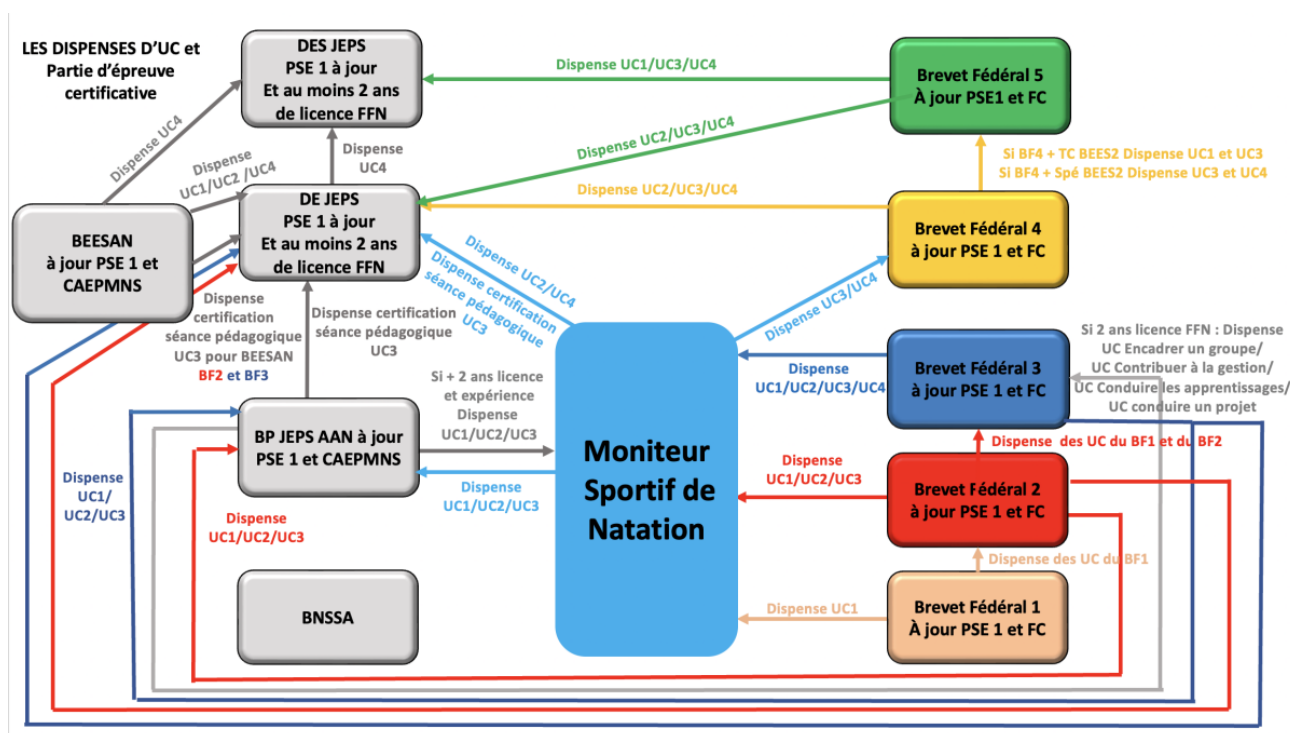 LES DISPENSES D'UC et
Partie d'épreuve
certificative
DES JEPS
PSE 1 à jour
Et au moins 2 ans
de licence FFN
Dispense UC1/UC3/UC4
Brevet Fédéral 5
À jour PSE1 et FC
Dispense UC4
Dispense
UC1/UC2 /UC4
Dispense
UC4
Dispense UC2/UC3/UC4
Si BF4 + TC BEES2 Dispense UC1 et UC3
Si BF4 + Spé BEES2 Dispense UC3 et UC4
BEESAN
à jour PSE 1 et
CAEPMNS
DE JEPS
PSE 1 à jour
Et au moins 2 ans
de licence FFN
Dispense UC2/UC3/UC4
Brevet Fédéral 4
à jour PSE 1 et FC
Dispense UC2/UC4
Dispense certification
séance pédagogique
UC3
Dispense UC3/UC4
Dispense
certification
séance pédagogique
UC3 pour BEESAN
BF2 et BF3
Dispense certification
séance pédagogique
UC3
Si + 2 ans licence
et expérience
Dispense
UC1/UC2/UC3
Moniteur
Sportif de
Natation
Dispense
UC1/UC2/UC3/UC4
Brevet Fédéral 3
à jour PSE 1 et FC
Si 2 ans licence FFN : Dispense
UC Encadrer un groupe/
UC Contribuer à la gestion/
UC Conduire les apprentissages/
UC conduire un projet
BP JEPS AAN à jour
PSE 1 et CAEPMNS
Dispense des UC du BF1 et du BF2
Dispense
UC1/
UC2/UC3
Dispense
UC1/UC2/UC3
Dispense
UC1/UC2/UC3
Dispense
UC1/UC2/UC3
Brevet Fédéral 2
à jour PSE 1 et FC
Dispense des UC du BF1
BNSSA
Dispense UC1
Brevet Fédéral 1
À jour PSE 1 et FC